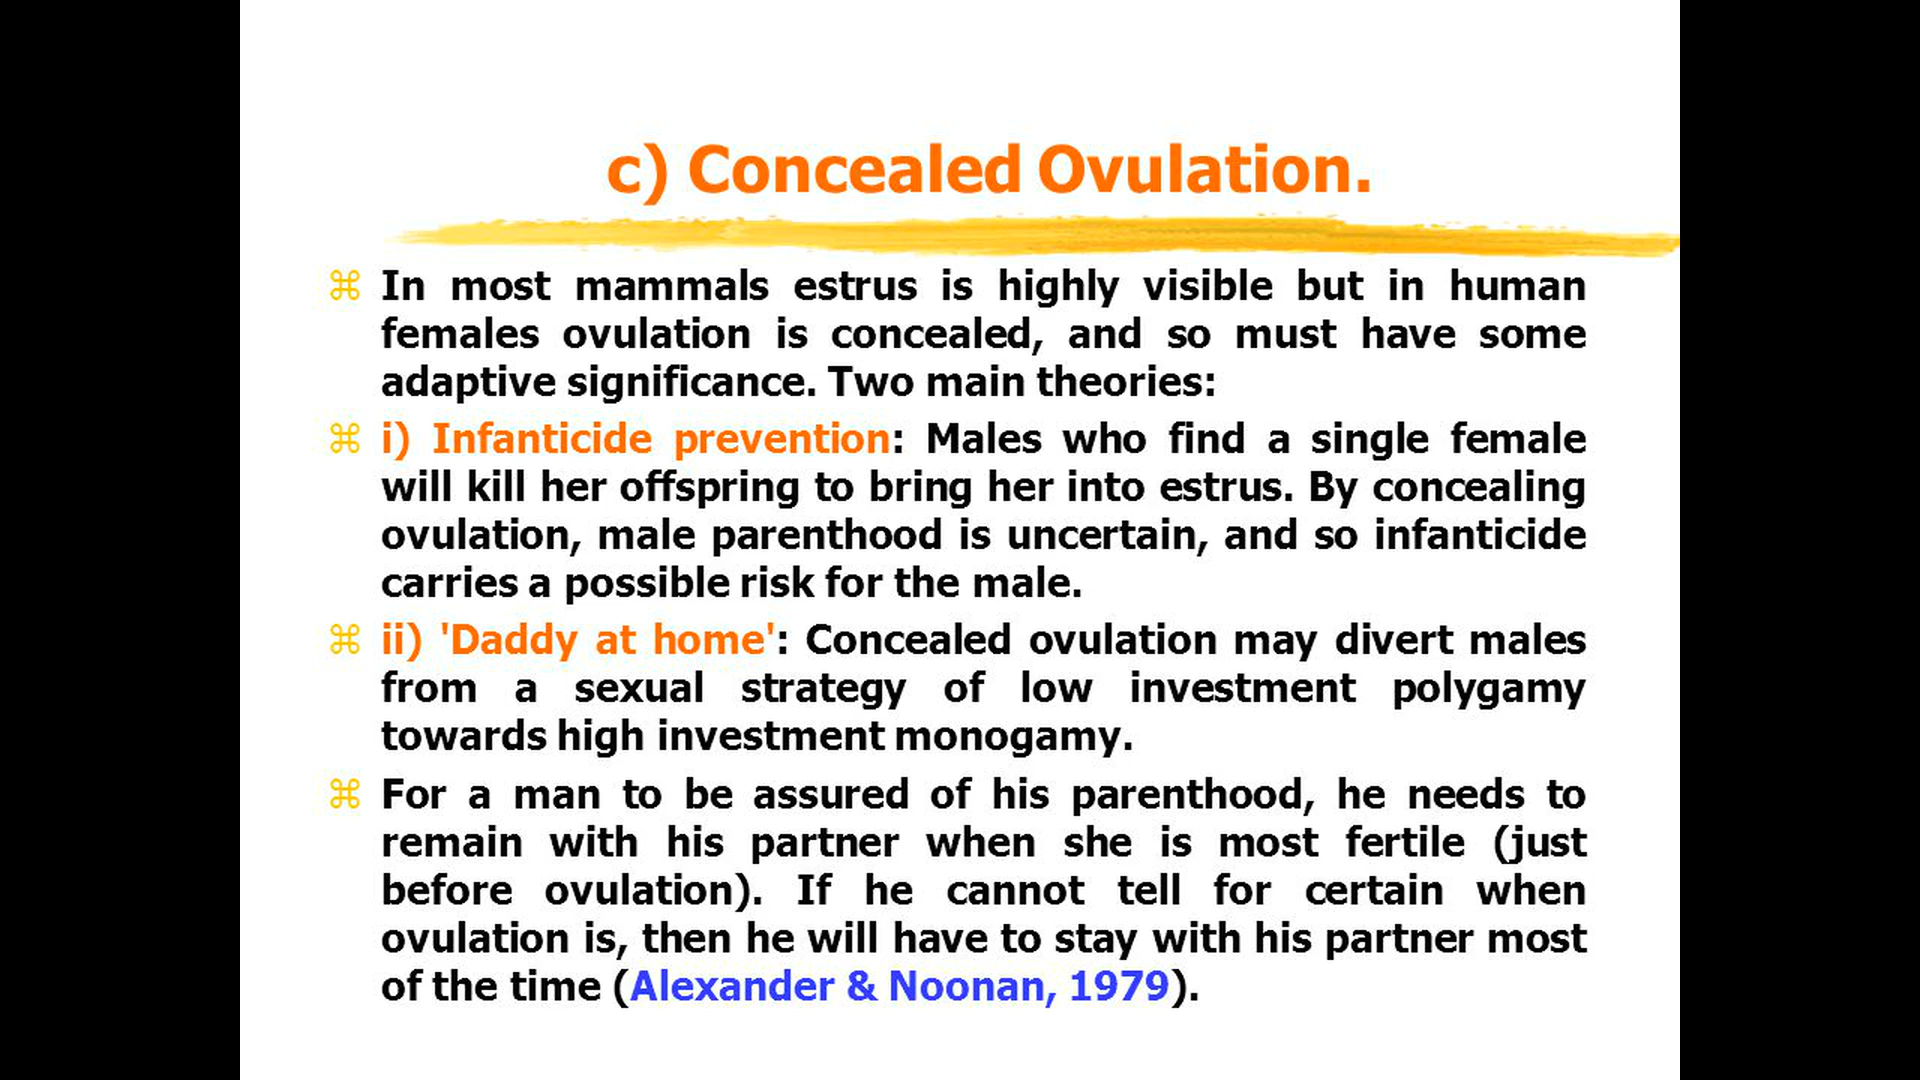 c) Concealed Ovulation.
⌘ In most mammals estrus is highly visible but in human
females ovulation is concealed, and so must have some
adaptive significance. Two main theories:
⌘ i) Infanticide prevention: Males who find a single female
will kill her offspring to bring her into estrus. By concealing
ovulation, male parenthood is uncertain, and so infanticide
carries a possible risk for the male.
⌘ ii) 'Daddy at home': Concealed ovulation may divert males
from a sexual strategy of low investment polygamy
towards high investment monogamy.
⌘ For a man to be assured of his parenthood, he needs to
remain with his partner when she is most fertile (just
before ovulation). If he cannot tell for certain when
ovulation is, then he will have to stay with his partner most
of the time (Alexander & Noonan, 1979).